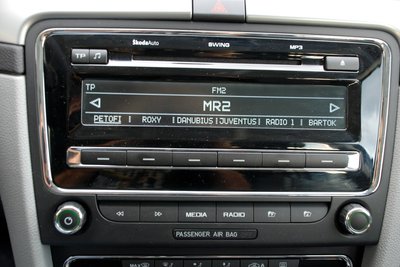 ŠkodaAuto SWING MP3
TP
TP FM2
MR2
PETOFI | ROXY | DANUBIUS | JUVENTUS | RADIO 1 | BARTOK
MEDIA RADIO
PASSENGER AIR BAG